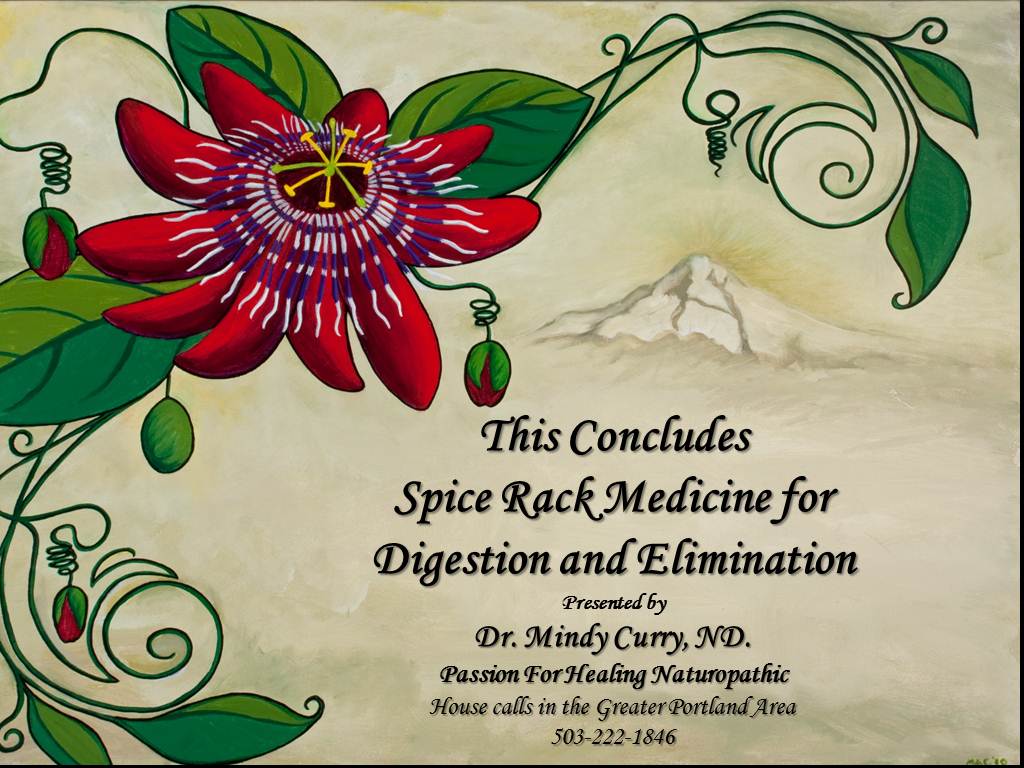 This Concludes
Spice Rack Medicine for
Digestion and Elimination
Presented by
Dr. Mindy Curry, ND.
Passion For Healing Naturopathic
House calls in the Greater Portland Area
503-222-1846